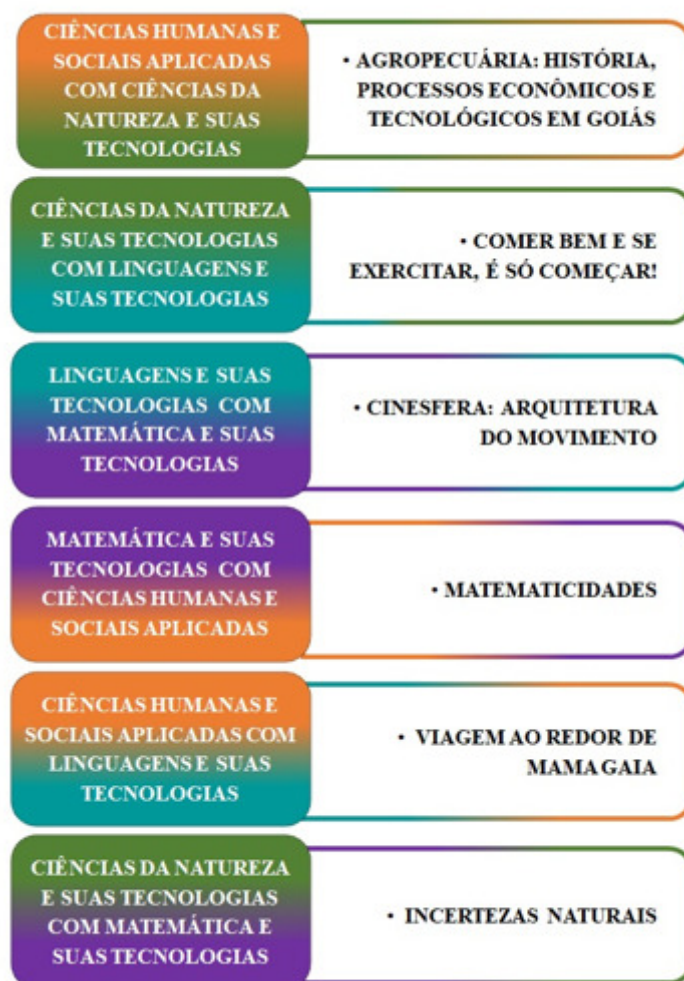 CIÊNCIAS HUMANAS E
SOCIAIS APLICADAS
COM CIÊNCIAS DA
NATUREZA E SUAS
TECNOLOGIAS
• AGROPECUÁRIA: HISTÓRIA,
PROCESSOS ECONÔMICOS E
TECNOLÓGICOS EM GOIÁS
CIÊNCIAS DA NATUREZA
E SUAS TECNOLOGIAS
COM LINGUAGENS E
SUAS TECNOLOGIAS
• COMER BEM E SE
EXERCITAR, É SÓ COMEÇAR!
LINGUAGENS E SUAS
TECNOLOGIAS COM
MATEMÁTICA E SUAS
TECNOLOGIAS
• CINESFERA: ARQUITETURA
DO MOVIMENTO
MATEMÁTICA E SUAS
TECNOLOGIAS COM
CIÊNCIAS HUMANAS E
SOCIAIS APLICADAS
• MATEMATICIDADES
CIÊNCIAS HUMANAS E
SOCIAIS APLICADAS COM
LINGUAGENS E SUAS
TECNOLOGIAS
• VIAGEM AO REDOR DE
MAMA GAIA
CIÊNCIAS DA NATUREZA
E SUAS TECNOLOGIAS
COM MATEMÁTICA E
SUAS TECNOLOGIAS
• INCERTEZAS NATURAIS